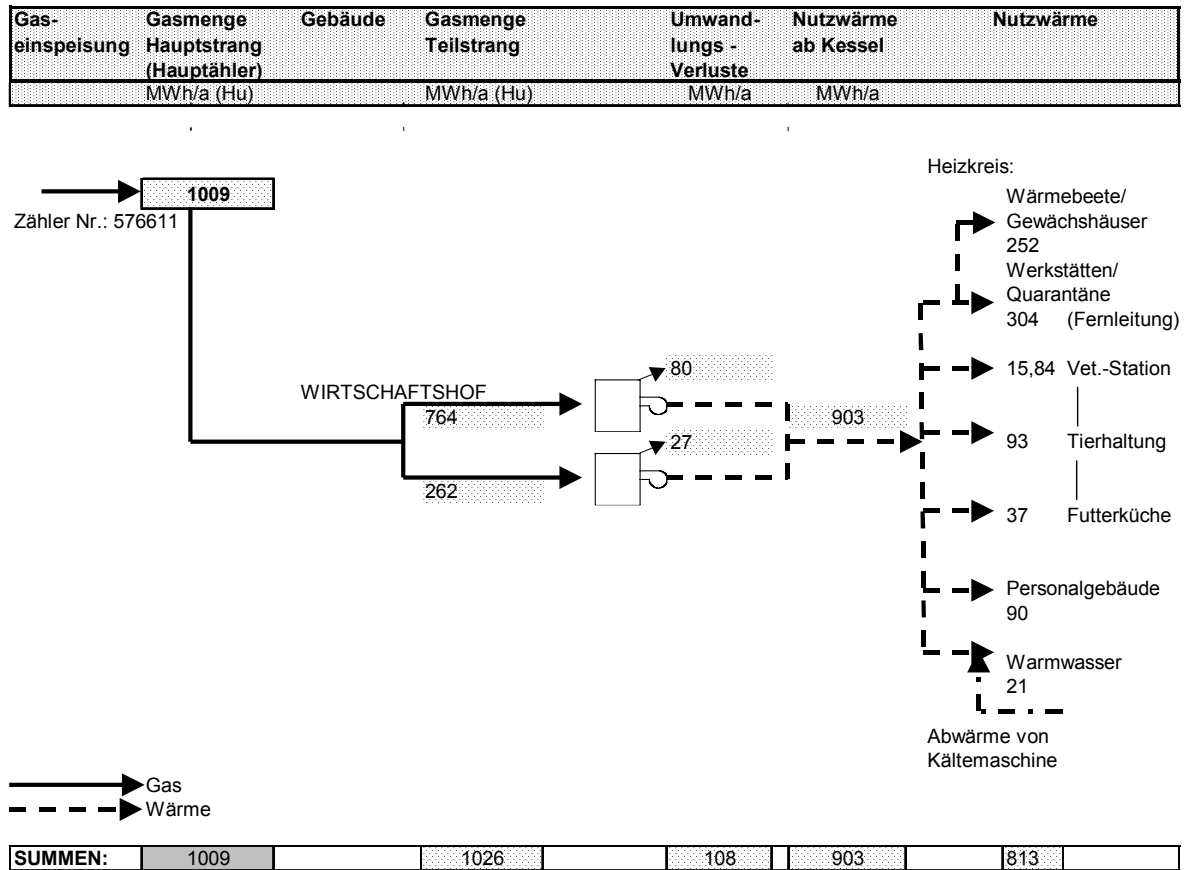 Gas- Gasmenge Gebäude Gasmenge Umwand- Nutzwärme Nutzwärme
einspeisung Hauptstrang Teilstrang lungs - ab Kessel
(Hauptähler) Verluste
MWh/a (Hu) MWh/a (Hu) MWh/a MWh/a
Heizkreis:
1009
Zähler Nr.: 576611
Wärmebeete/
Gewächshäuser
252
Werkstätten/
Quarantäne
304 (Fernleitung)
80
15,84 Vet.-Station
WIRTSCHAFTSHOF
764
903
27
93 Tierhaltung
262
37 Futterküche
Personalgebäude
90
Warmwasser
21
Abwärme von
Kältemaschine
Gas
Wärme
SUMMEN: 1009 1026 108 903 813